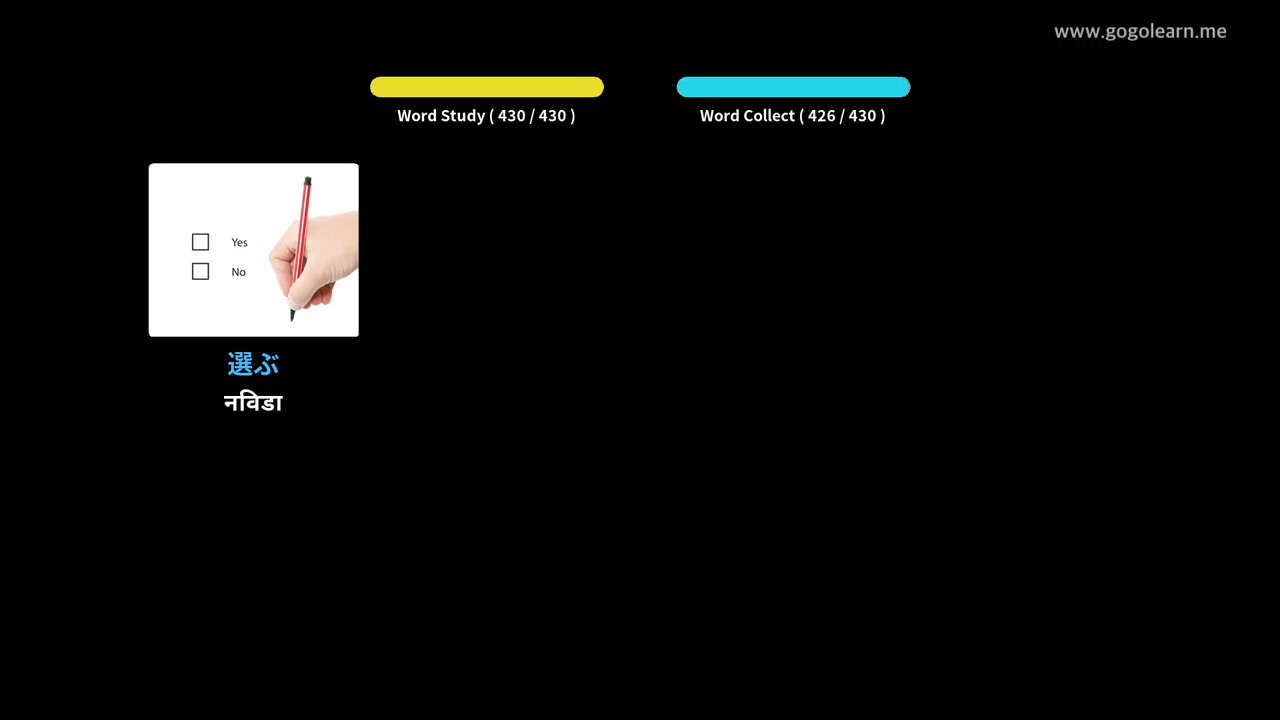 www.gogolearn.me
Word Study ( 430 / 430 )
Word Collect ( 426 / 430 )
Yes
No
選ぶ
नविडा